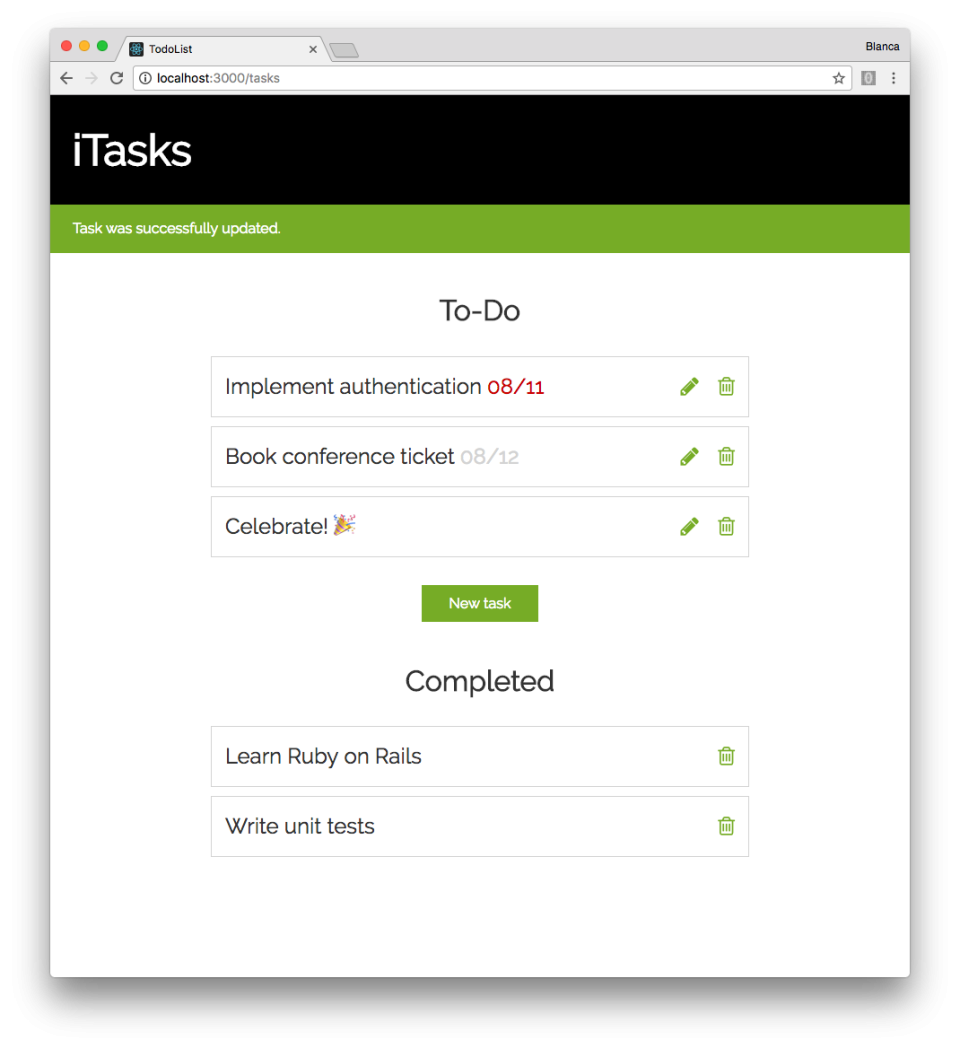 TodoList
Blanca
localhost:3000/tasks
iTasks
Task was successfully updated.
To-Do
Implement authentication 08/11
Book conference ticket 08/12
Celebrate! 🎉
New task
Completed
Learn Ruby on Rails
Write unit tests